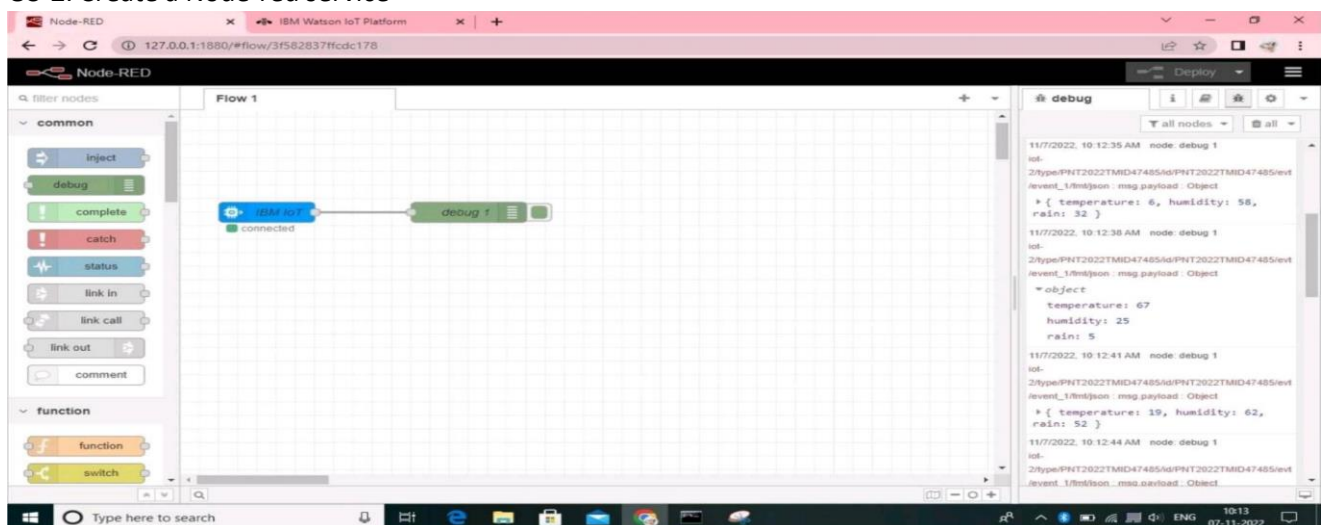 Node-RED
IBM Watson IoT Platform
127.0.0.1:1880/#flow/3f582837ffcdc178
Node-RED
Deploy
filter nodes
Flow 1
debug
i
common
all nodes
all
inject
debug
complete
catch
status
link in
link call
link out
comment
function
function
switch
IBM IoT
connected
debug 1
11/7/2022, 10:12:35 AM node: debug 1
iot-
2/type/PNT2022TMID47485/id/PNT2022TMID47485/evt
/event_1/fmt/json : msg.payload : Object
{ temperature: 6, humidity: 58,
rain: 32 }
11/7/2022, 10:12:38 AM node: debug 1
iot-
2/type/PNT2022TMID47485/id/PNT2022TMID47485/evt
/event_1/fmt/json : msg.payload : Object
object
temperature: 67
humidity: 25
rain: 5
11/7/2022, 10:12:41 AM node: debug 1
iot-
2/type/PNT2022TMID47485/id/PNT2022TMID47485/evt
/event_1/fmt/json : msg.payload : Object
{ temperature: 19, humidity: 62,
rain: 52 }
11/7/2022, 10:12:44 AM node: debug 1
iot-
2/type/PNT2022TMID47485/id/PNT2022TMID47485/evt
/event_1/fmt/json : msg.payload : Object
Type here to search
ENG
10:13
07-11-2022